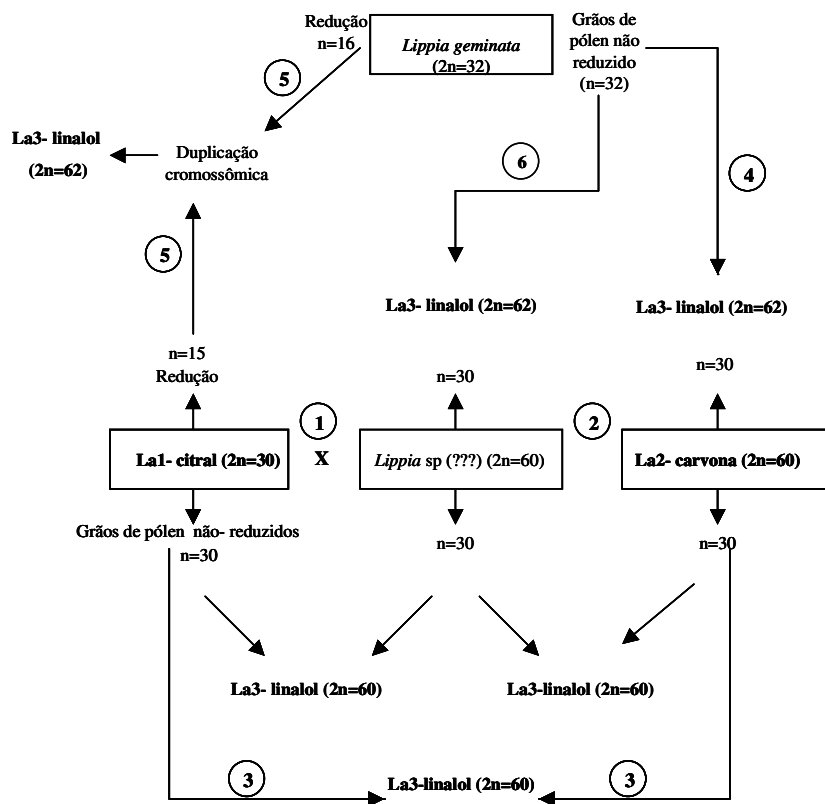 Redução
n=16
Lippia geminata
(2n=32)
Grãos de
pólen não
reduzido
(n=32)
5
La3- linalol
(2n=62)
Duplicação
cromossômica
6
4
5
La3- linalol (2n=62)
La3- linalol (2n=62)
n=15
Redução
n=30
n=30
1
2
La1- citral (2n=30)
X
Lippia sp (???) (2n=60)
La2- carvona (2n=60)
Grãos de pólen não- reduzidos
n=30
n=30
n=30
La3- linalol (2n=60)
La3-linalol (2n=60)
3
La3-linalol (2n=60)
3